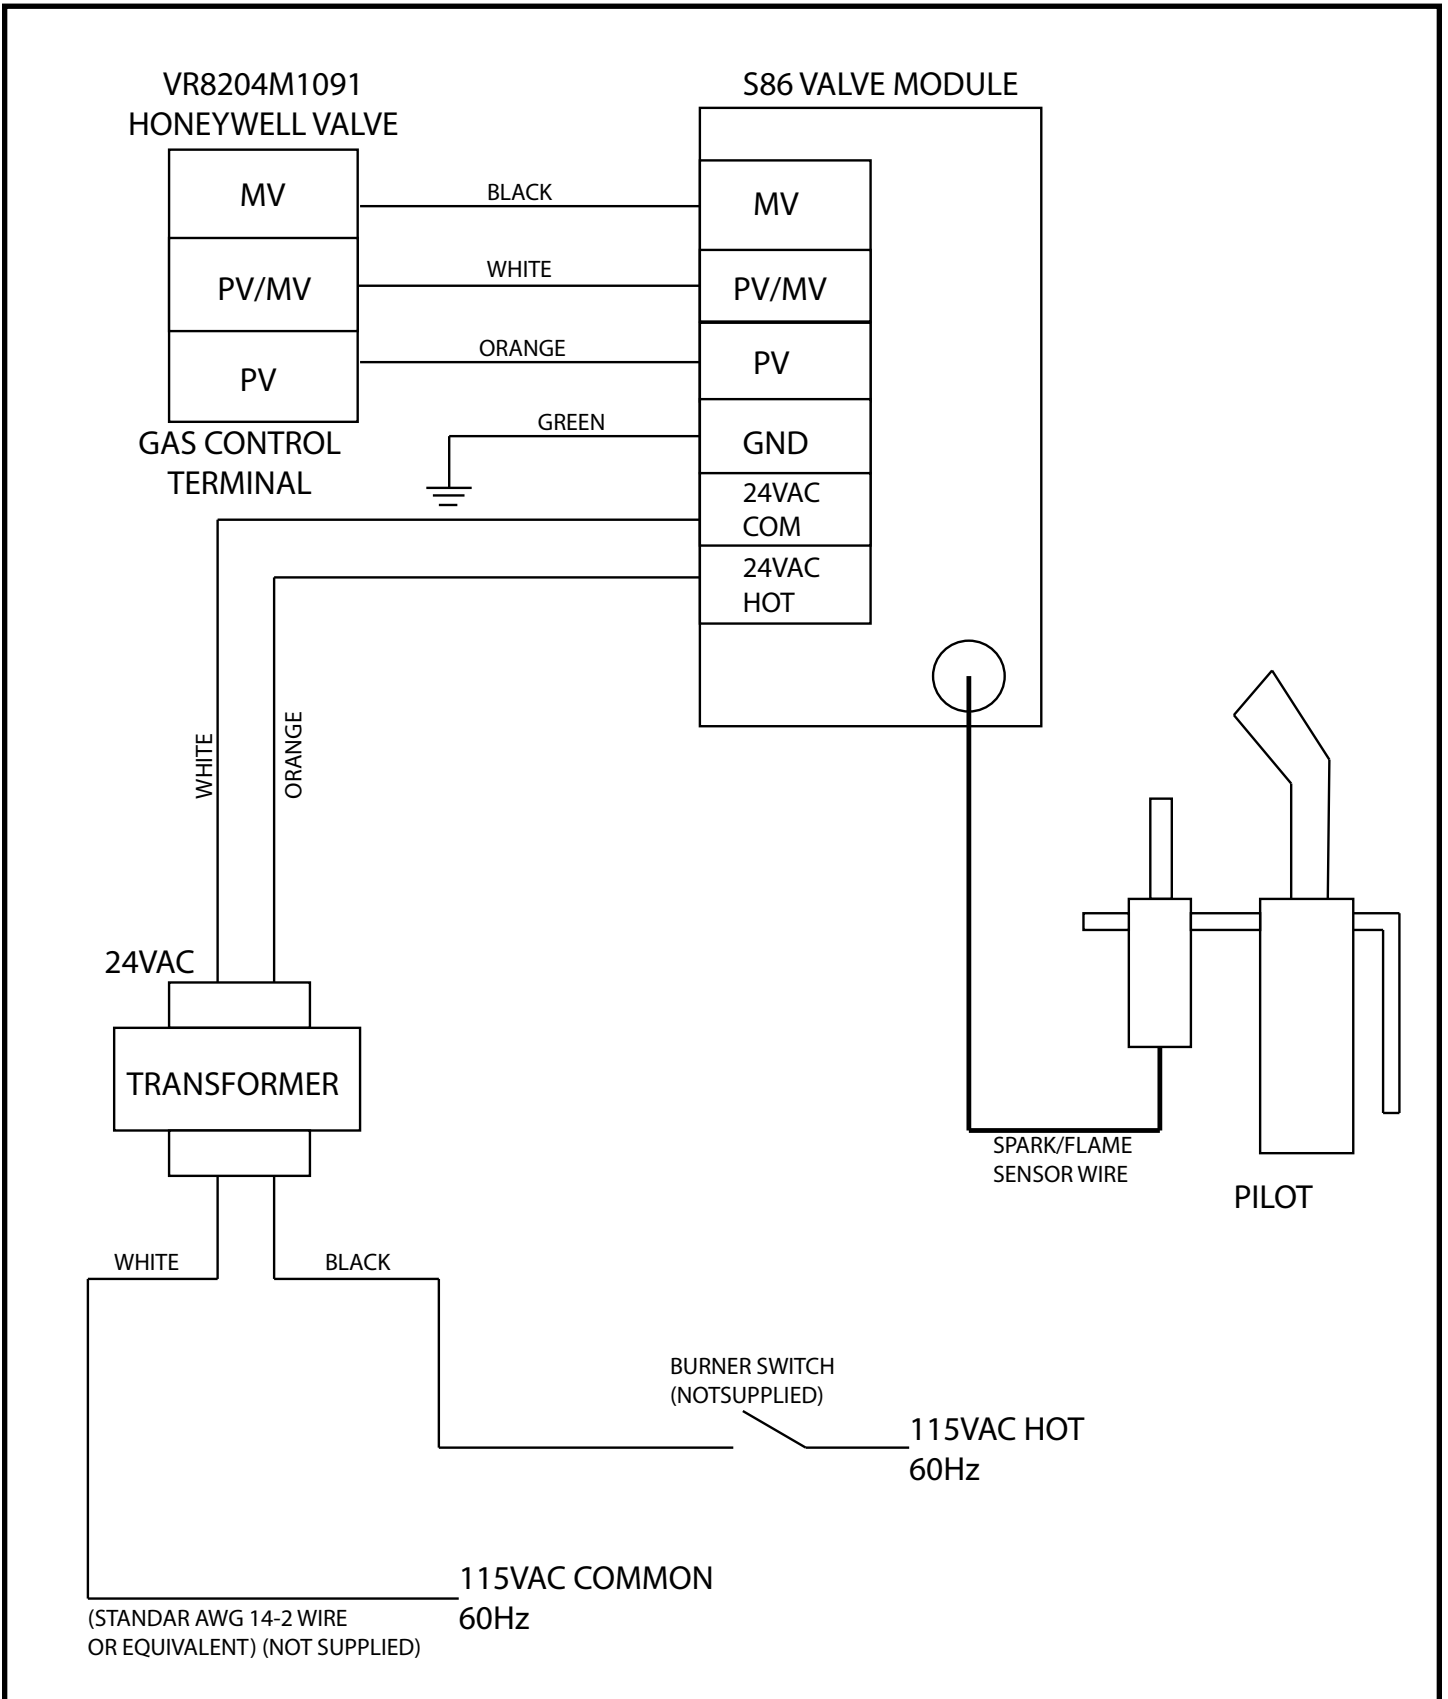 VR8204M1091
HONEYWELL VALVE
S86 VALVE MODULE
MV
PV/MV
PV
GAS CONTROL
TERMINAL
BLACK
WHITE
ORANGE
GREEN
MV
PV/MV
PV
GND
24VAC
COM
24VAC
HOT
WHITE
ORANGE
24VAC
TRANSFORMER
SPARK/FLAME
SENSOR WIRE
PILOT
WHITE
BLACK
BURNER SWITCH
(NOTSUPPLIED)
115VAC HOT
60Hz
115VAC COMMON
60Hz
(STANDAR AWG 14-2 WIRE
OR EQUIVALENT) (NOT SUPPLIED)